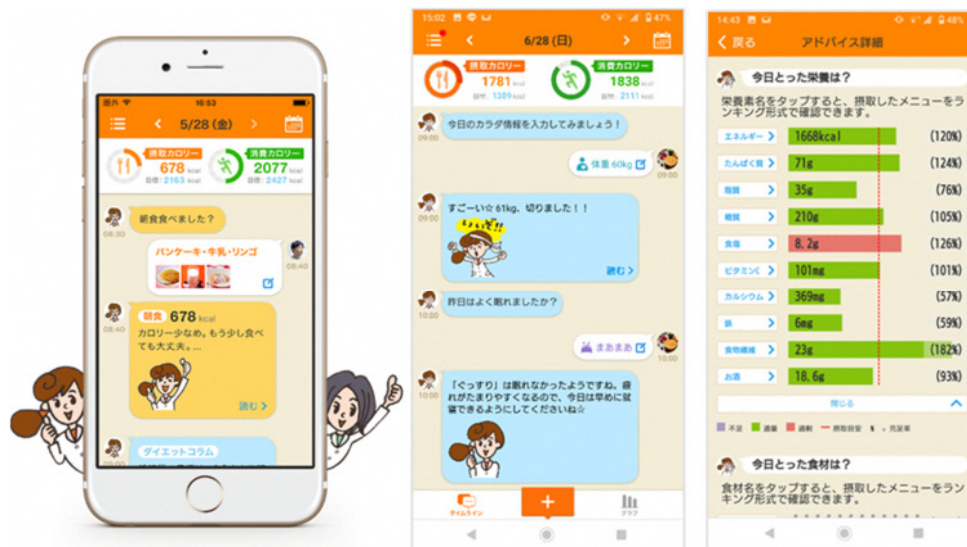 圏外
16:53
5/28 (金)
摂取カロリー
678 kcal
目標: 2163 kcal
消費カロリー
2077 kcal
目標: 2427 kcal
朝食食べました？
08:30
パンケーキ・牛乳・リンゴ
08:40
朝食 678 kcal
08:40
カロリー少なめ。もう少し食べ
ても大丈夫。...
読む >
ダイエットコラム
09:00
15:02
47%
6/28 (日)
摂取カロリー
1781 kcal
目標: 1389 kcal
消費カロリー
1838 kcal
目標: 2111 kcal
今日のカラダ情報を入力してみましょう！
09:00
体重 60kg
09:00
すごーい☆ 61kg、切りました！！
09:00
いいぞ!!
読む >
昨日はよく眠れましたか？
10:00
まあまあ
10:00
「ぐっすり」は眠れなかったようですね。疲
れがたまりやすくなるので、今日は早めに就
寝できるようにしてくださいね☆
10:00
タイムライン
+
グラフ
14:43
48%
戻る
アドバイス詳細
今日とった栄養は？
栄養素名をタップすると、摂取したメニューをラ
ンキング形式で確認できます。
エネルギー > 1668kcal (120%)
たんぱく質 > 71g (124%)
脂質 > 35g (76%)
糖質 > 210g (105%)
食塩 > 8.2g (126%)
ビタミンC > 101mg (101%)
カルシウム > 369mg (57%)
鉄 > 6mg (59%)
食物繊維 > 23g (182%)
お酒 > 18.6g (93%)
閉じる
不足 適量 過剰 摂取目安 % = 充足率
今日とった食材は？
食材名をタップすると、摂取したメニューをラン
キング形式で確認できます。